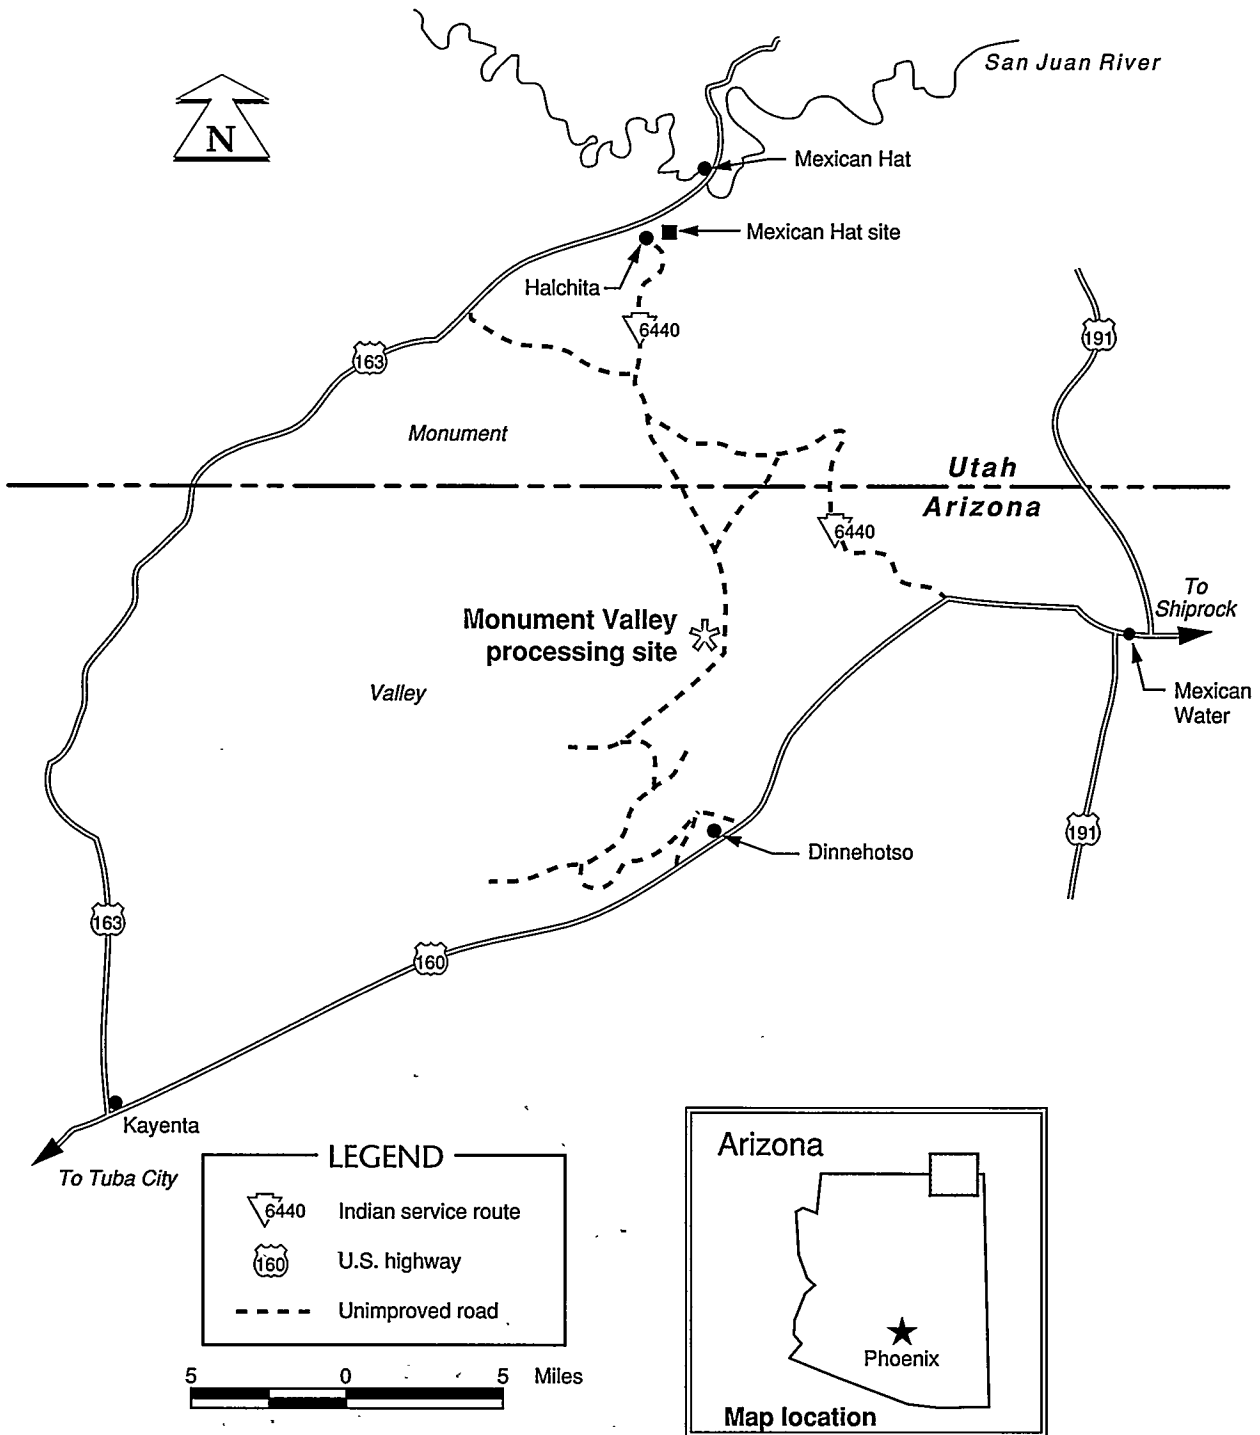 San Juan River
N
Mexican Hat
Mexican Hat site
Halchita
6440
191
163
Monument
Utah
Arizona
6440
To
Shiprock
Monument Valley
processing site
Valley
Mexican
Water
191
Dinnehotso
163
160
Kayenta
To Tuba City
LEGEND
6440 Indian service route
160 U.S. highway
Unimproved road
5 0 5 Miles
Arizona
Phoenix
Map location